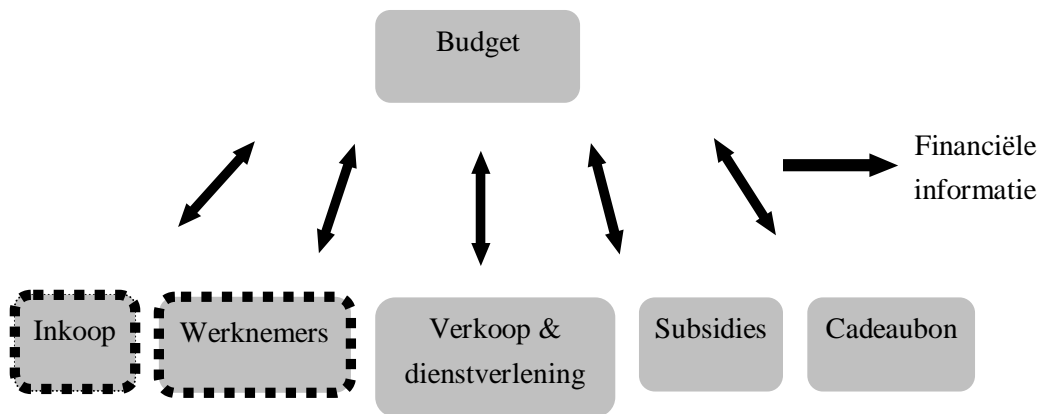 Budget
Financiële
informatie
Inkoop
Werknemers
Verkoop &
dienstverlening
Subsidies
Cadeaubon